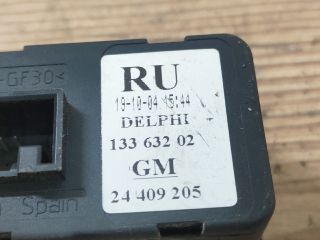 -GF30<
RU
19-10-04 15:44
DELPHI
133 632 02
GM
24 409 205
Spain